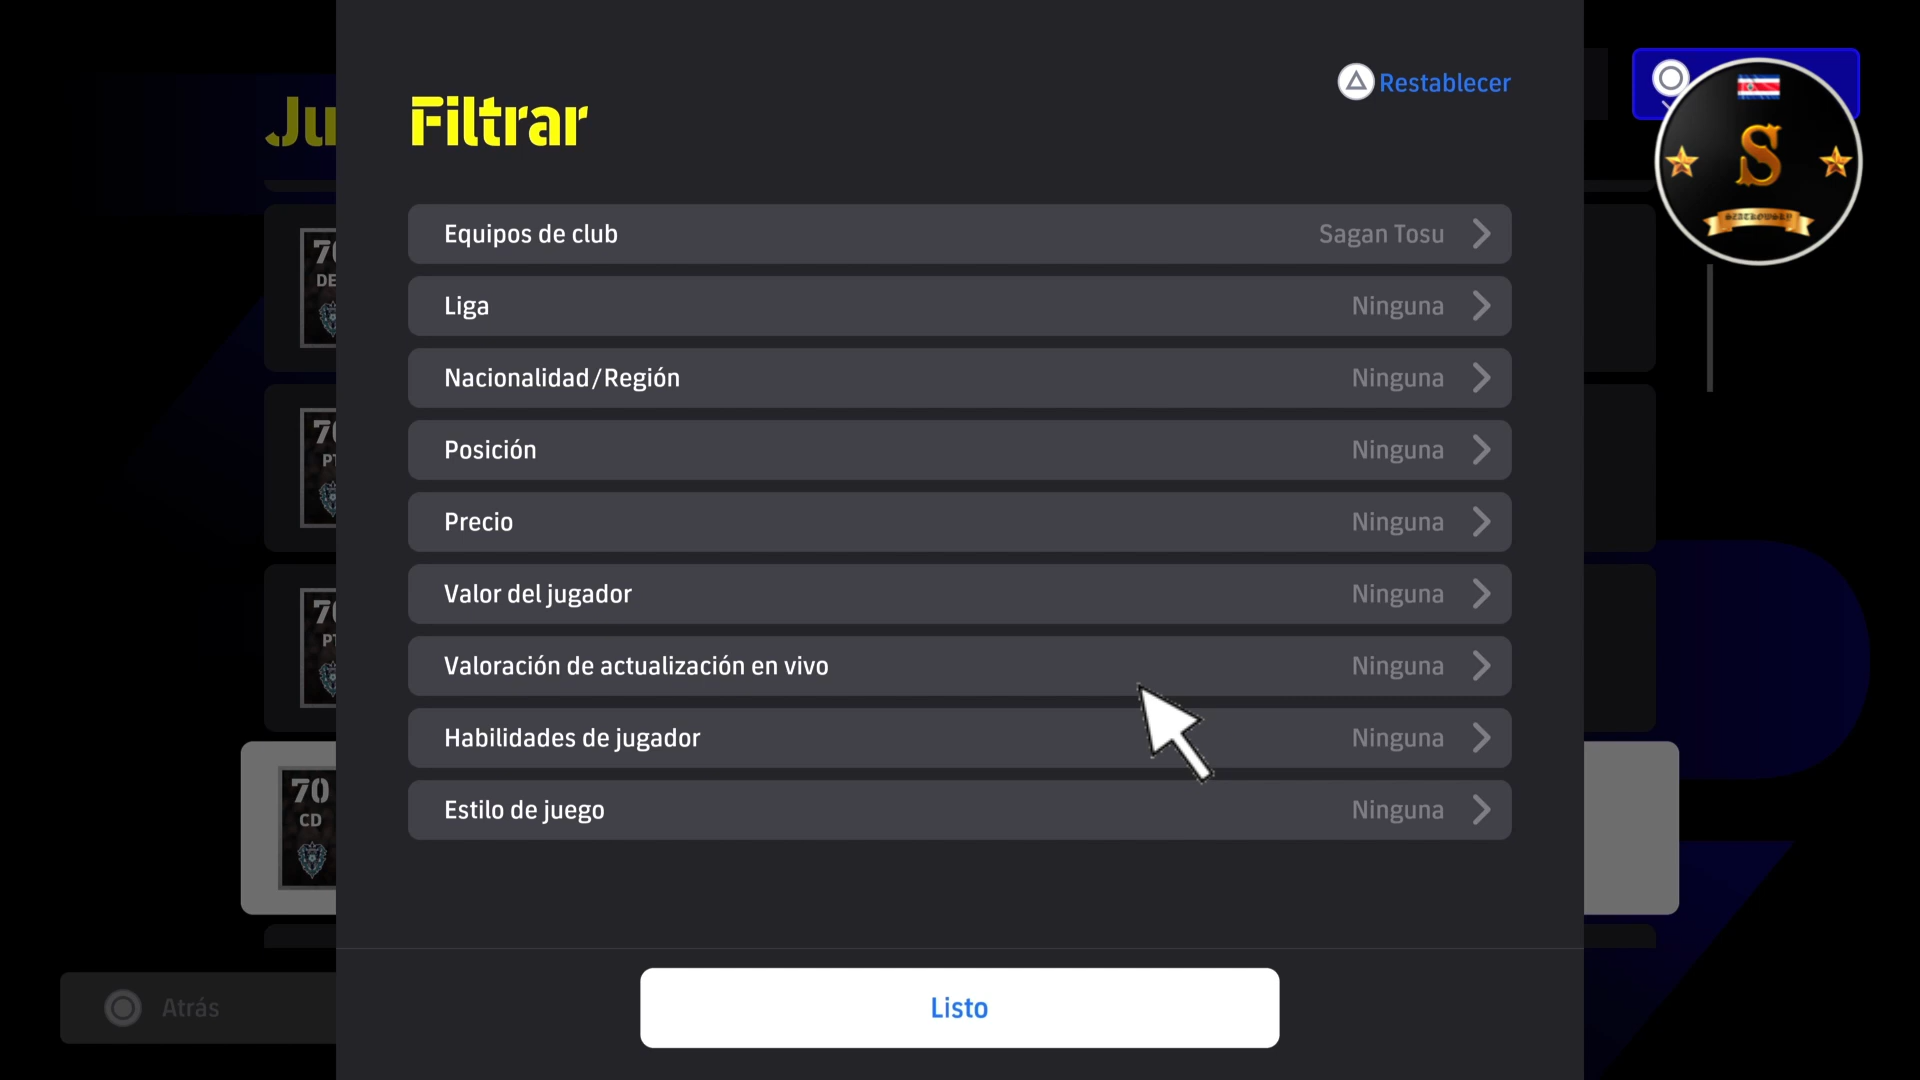 Restablecer
Filtrar
Equipos de club Sagan Tosu
Liga Ninguna
Nacionalidad/Región Ninguna
Posición Ninguna
Precio Ninguna
Valor del jugador Ninguna
Valoración de actualización en vivo Ninguna
Habilidades de jugador Ninguna
Estilo de juego Ninguna
70
CD
Atrás
Listo
S
SZATKOWSKY